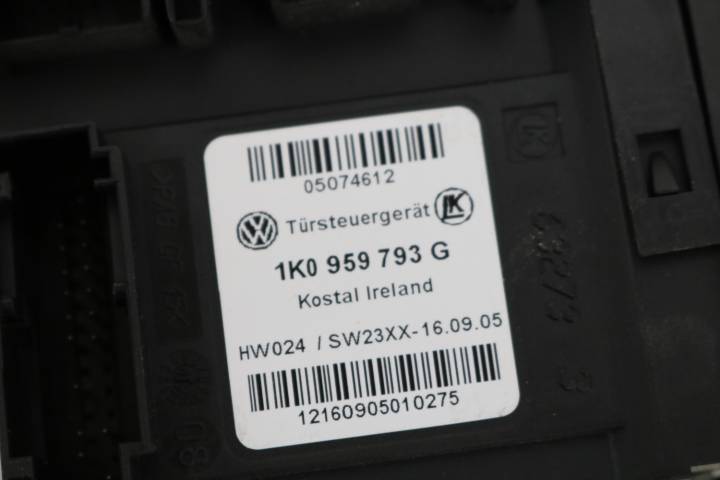 05074612
Türsteuergerät
1K0 959 793 G
Kostal Ireland
HW024 / SW23XX-16.09.05
12160905010275